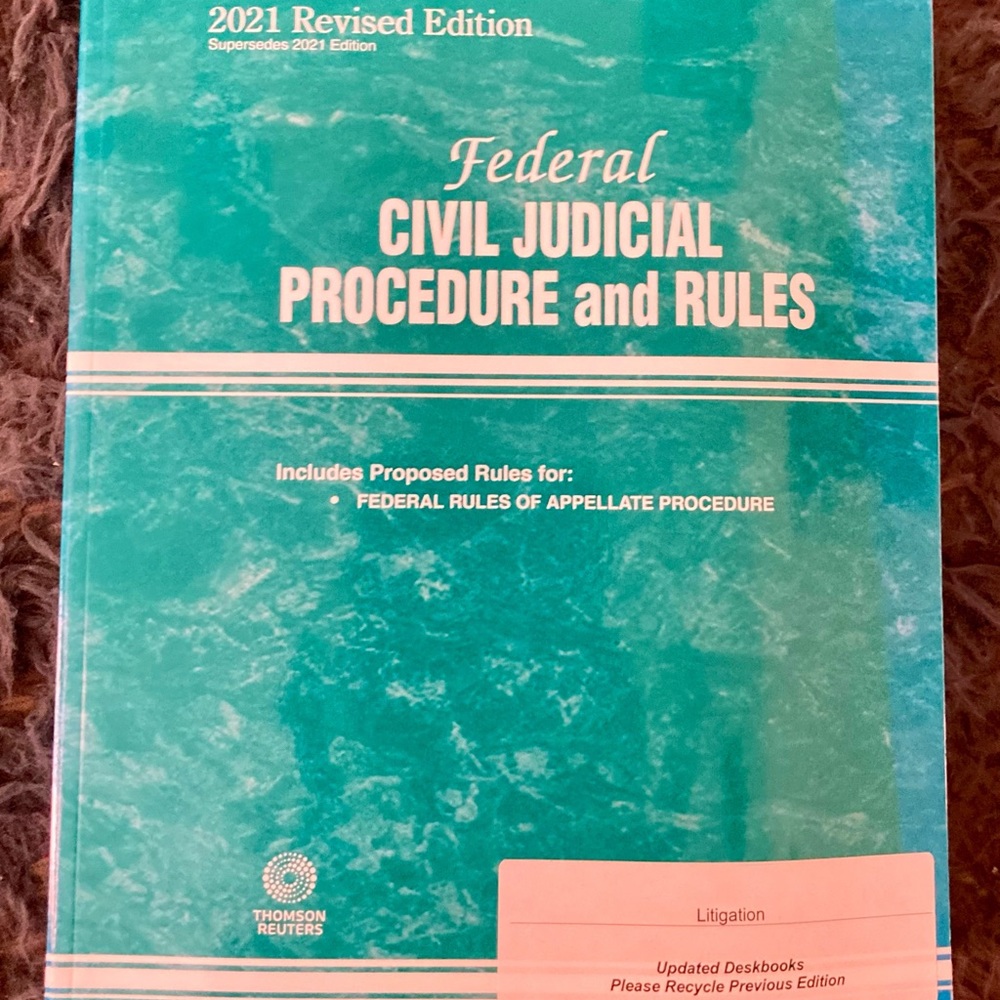 2021 Revised Edition
Supersedes 2021 Edition
Federal
CIVIL JUDICIAL
PROCEDURE and RULES
Includes Proposed Rules for:
• FEDERAL RULES OF APPELLATE PROCEDURE
THOMSON
REUTERS
Litigation
Updated Deskbooks
Please Recycle Previous Edition